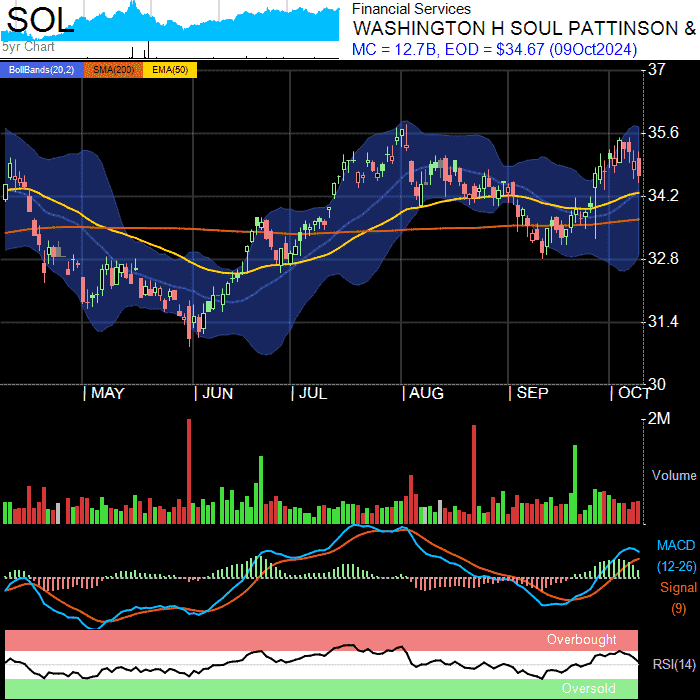 SOL
5yr Chart
Financial Services
WASHINGTON H SOUL PATTINSON &
MC = 12.7B, EOD = $34.67 (09Oct2024)
BollBands(20,2) SMA(200) EMA(50)
37
35.6
34.2
32.8
31.4
30
| MAY | JUN | JUL | AUG | SEP | OCT
2M
Volume
MACD
(12-26)
Signal
(9)
Overbought
RSI(14)
Oversold